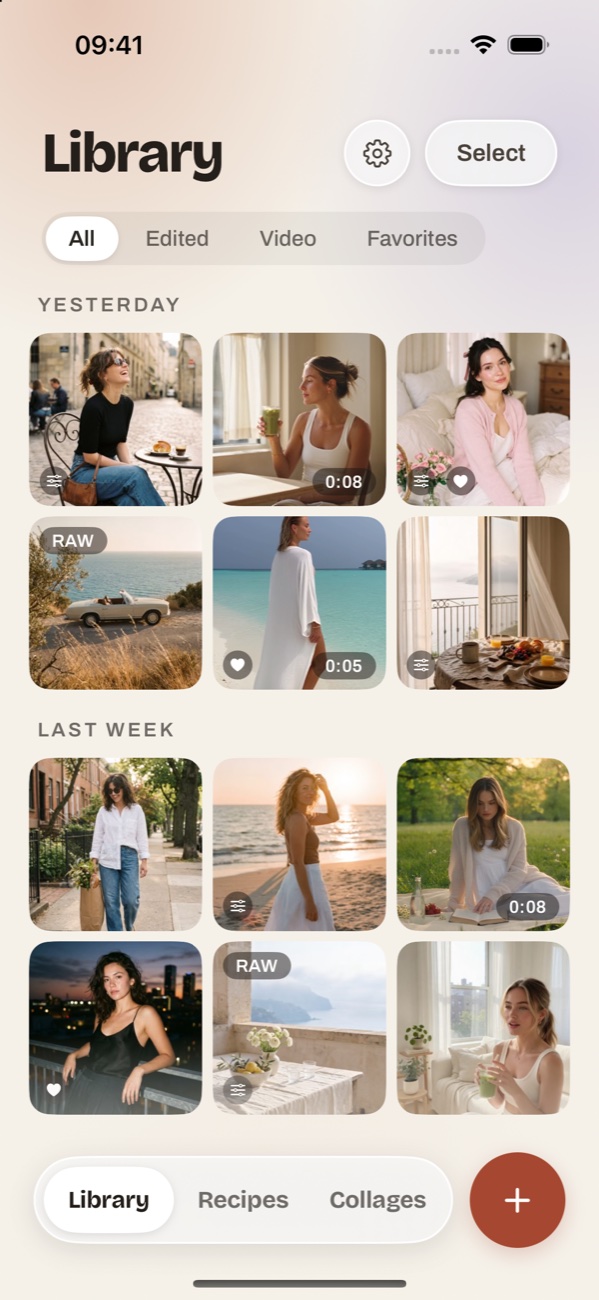 09:41
Library
Select
All Edited Video Favorites
YESTERDAY
0:08
RAW
0:05
LAST WEEK
0:08
RAW
Library Recipes Collages